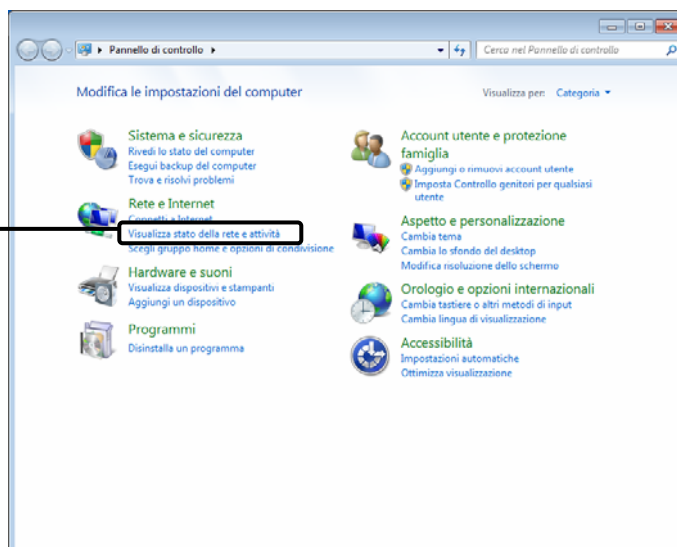 Pannello di controllo
Cerca nel Pannello di controllo
Modifica le impostazioni del computer
Visualizza per: Categoria
Sistema e sicurezza
Rivedi lo stato del computer
Esegui backup del computer
Trova e risolvi problemi
Rete e Internet
Connetti a Internet
Visualizza stato della rete e attività
Scegli gruppo home e opzioni di condivisione
Hardware e suoni
Visualizza dispositivi e stampanti
Aggiungi un dispositivo
Programmi
Disinstalla un programma
Account utente e protezione
famiglia
Aggiungi o rimuovi account utente
Imposta Controllo genitori per qualsiasi
utente
Aspetto e personalizzazione
Cambia tema
Cambia lo sfondo del desktop
Modifica risoluzione dello schermo
Orologio e opzioni internazionali
Cambia tastiere o altri metodi di input
Cambia lingua di visualizzazione
Accessibilità
Impostazioni automatiche
Ottimizza visualizzazione